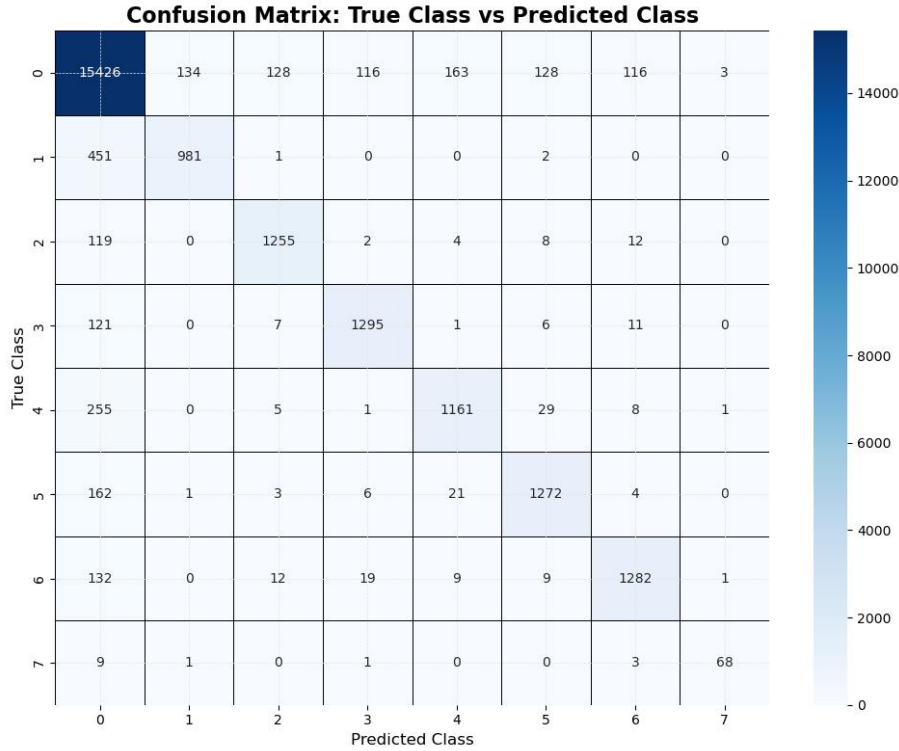 Confusion Matrix: True Class vs Predicted Class
0 15426 134 128 116 163 128 116 3
1 451 981 1 0 0 2 0 0
2 119 0 1255 2 4 8 12 0
3 121 0 7 1295 1 6 11 0
4 255 0 5 1 1161 29 8 1
5 162 1 3 6 21 1272 4 0
6 132 0 12 19 9 9 1282 1
7 9 1 0 1 0 0 3 68
0 1 2 3 4 5 6 7
True Class
Predicted Class
14000
12000
10000
8000
6000
4000
2000
0